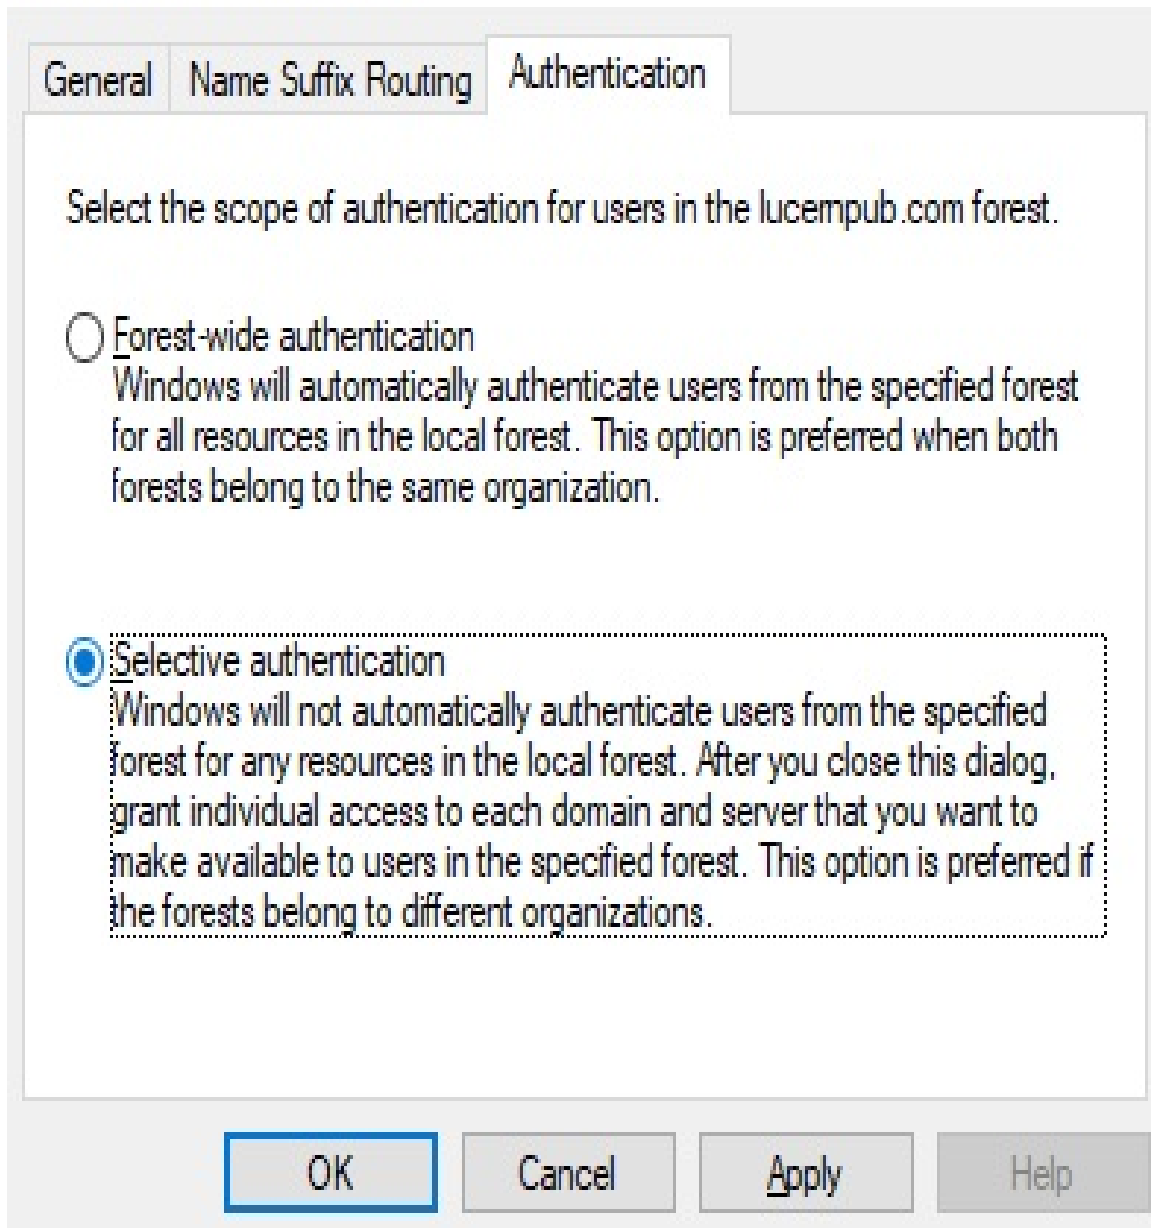 General
Name Suffix Routing
Authentication
Select the scope of authentication for users in the lucernpub.com forest.
Forest-wide authentication
Windows will automatically authenticate users from the specified forest
for all resources in the local forest. This option is preferred when both
forests belong to the same organization.
Selective authentication
Windows will not automatically authenticate users from the specified
forest for any resources in the local forest. After you close this dialog,
grant individual access to each domain and server that you want to
make available to users in the specified forest. This option is preferred if
the forests belong to different organizations.
OK
Cancel
Apply
Help